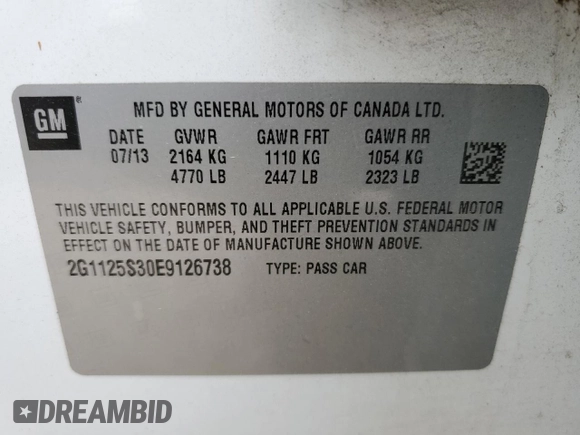 GM
MFD BY GENERAL MOTORS OF CANADA LTD.
DATE GVWR GAWR FRT GAWR RR
07/13 2164 KG 1110 KG 1054 KG
4770 LB 2447 LB 2323 LB
THIS VEHICLE CONFORMS TO ALL APPLICABLE U.S. FEDERAL MOTOR
VEHICLE SAFETY, BUMPER, AND THEFT PREVENTION STANDARDS IN
EFFECT ON THE DATE OF MANUFACTURE SHOWN ABOVE.
2G1125S30E9126738 TYPE: PASS CAR
DREAMBID